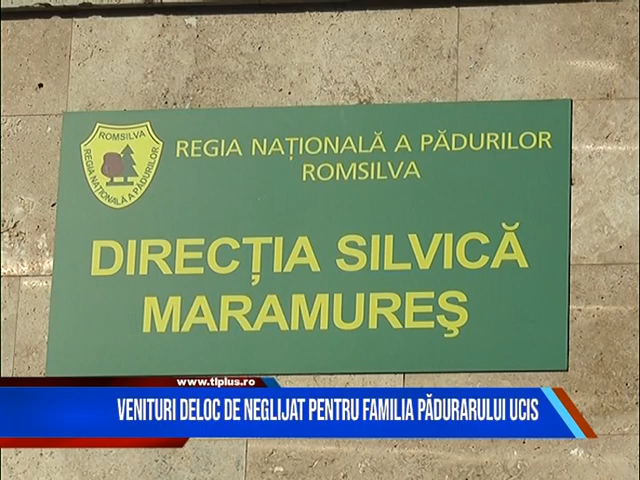 ROMSILVA
REGIA NAȚIONALĂ A PĂDURILOR
REGIA NAȚIONALĂ A PĂDURILOR
ROMSILVA
DIRECȚIA SILVICĂ
MARAMUREŞ
www.tlplus.ro
VENITURI DELOC DE NEGLIJAT PENTRU FAMILIA PĂDURARULUI UCIS